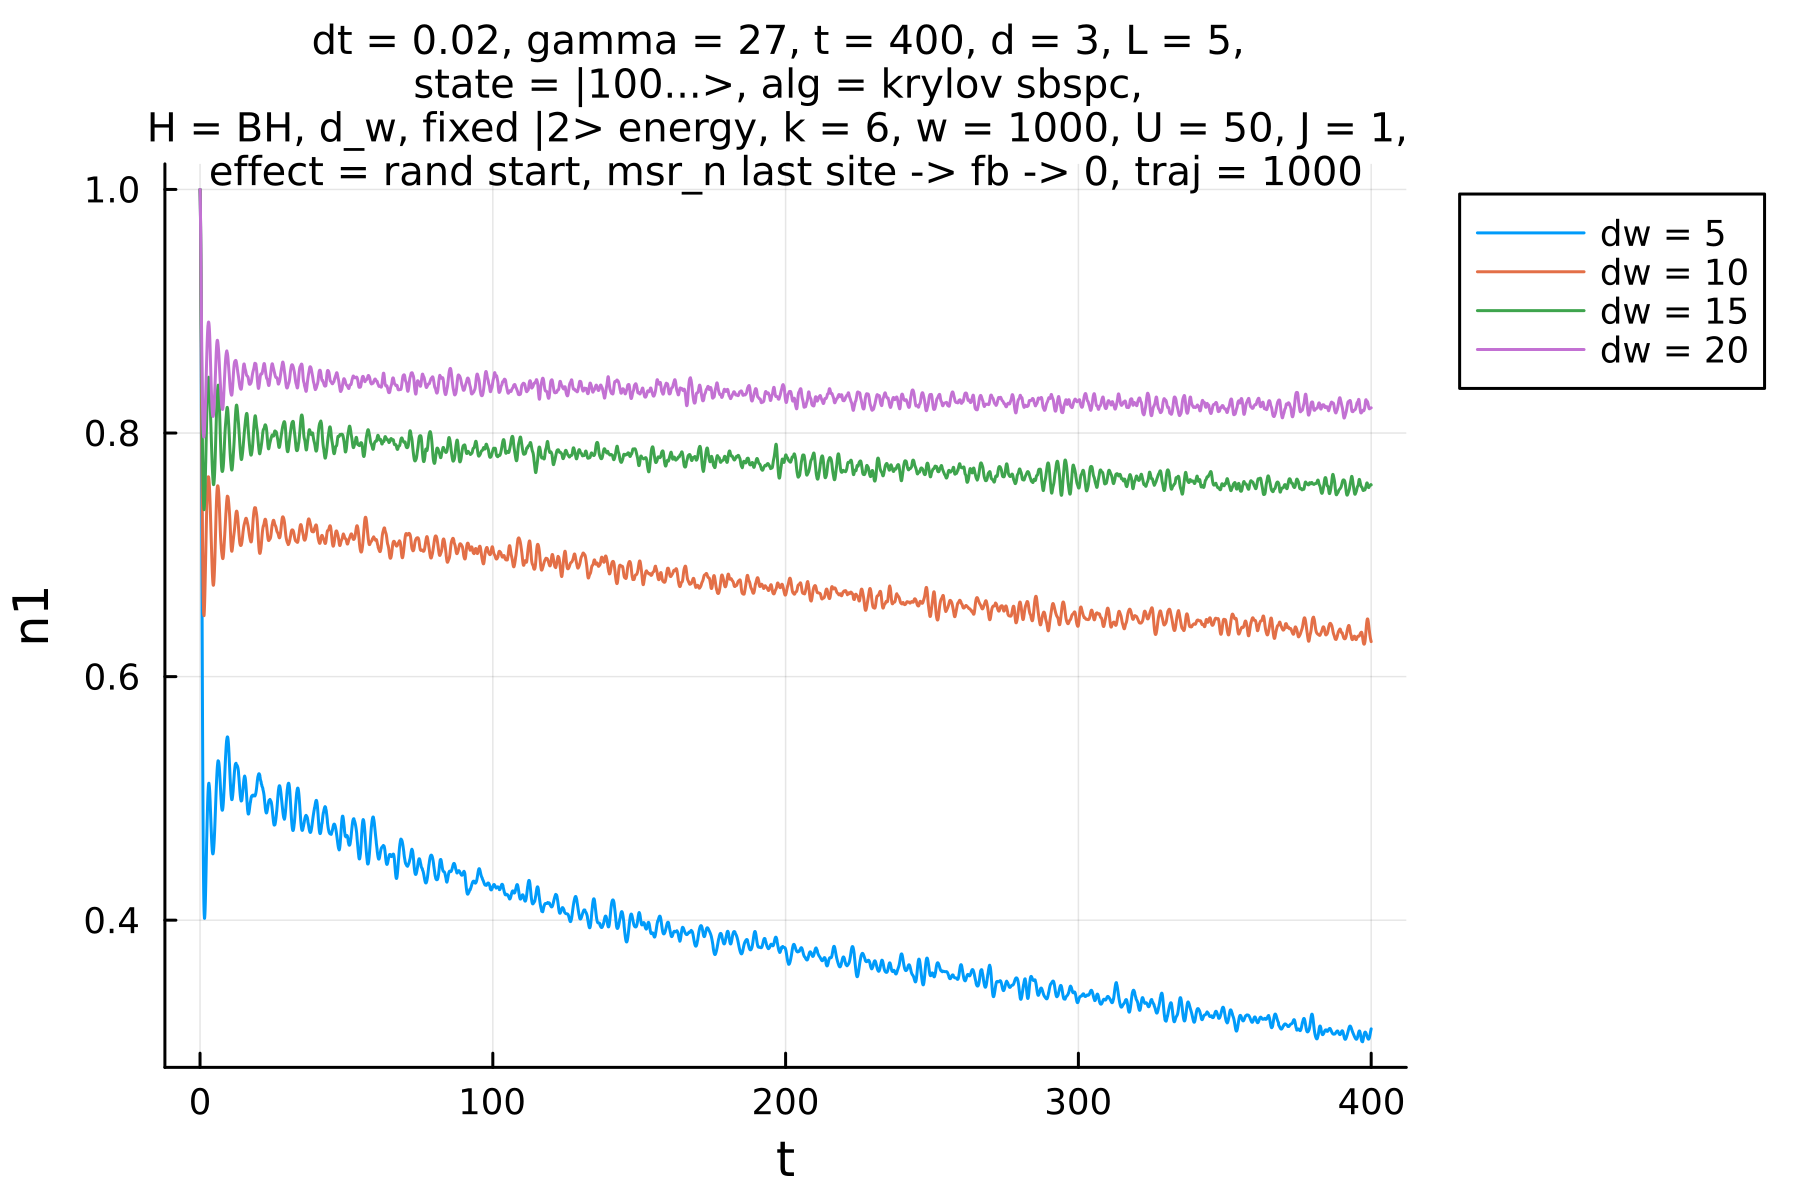 dt = 0.02, gamma = 27, t = 400, d = 3, L = 5,
state = |100...>, alg = krylov sbspc,
H = BH, d_w, fixed |2> energy, k = 6, w = 1000, U = 50, J = 1,
effect = rand start, msr_n last site -> fb -> 0, traj = 1000
1.0
0.8
0.6
0.4
n1
0 100 200 300 400
t
dw = 5
dw = 10
dw = 15
dw = 20